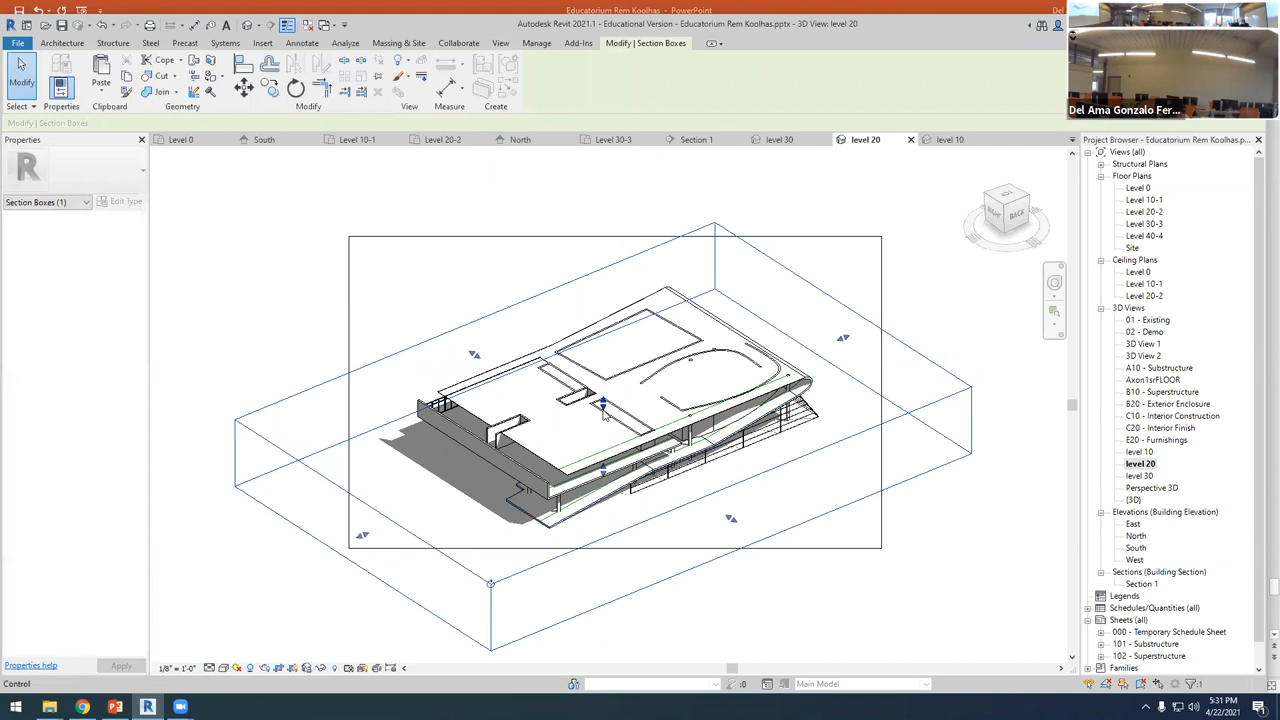 Educatorium Rem Koolhas - PowerPoint
Del
Autodesk Revit 2021.1 - Educational Version - Educatorium Rem Koolhas.pptx - 3D View: level 20
File
Architecture
Structure
Steel
Precast
Systems
Insert
Annotate
Analyze
Massing & Site
Collaborate
View
Manage
Add-Ins
Modify | Section Boxes
Modify
Properties
Paste
Cope
Cut
Join
Select
Properties
Clipboard
Geometry
Modify
View
Measure
Create
Del Ama Gonzalo Fer...
Modify | Section Boxes
Properties
Level 0
South
Level 10-1
Level 20-2
North
Level 30-3
Section 1
level 30
level 20
level 10
Project Browser - Educatorium Rem Koolhas.p...
Section Boxes (1)
Edit Type
RIGHT
BACK
Views (all)
Structural Plans
Floor Plans
Level 0
Level 10-1
Level 20-2
Level 30-3
Level 40-4
Site
Ceiling Plans
Level 0
Level 10-1
Level 20-2
3D Views
01 - Existing
02 - Demo
3D View 1
3D View 2
A10 - Substructure
Axon1srFLOOR
B10 - Superstructure
B20 - Exterior Enclosure
C10 - Interior Construction
C20 - Interior Finish
E20 - Furnishings
level 10
level 20
level 30
Perspective 3D
{3D}
Elevations (Building Elevation)
East
North
South
West
Sections (Building Section)
Section 1
Legends
Schedules/Quantities (all)
Sheets (all)
000 - Temporary Schedule Sheet
101 - Substructure
102 - Superstructure
Families
Properties help
Apply
1/8" = 1'-0"
Control
:0
Main Model
:1
5:31 PM
4/22/2021